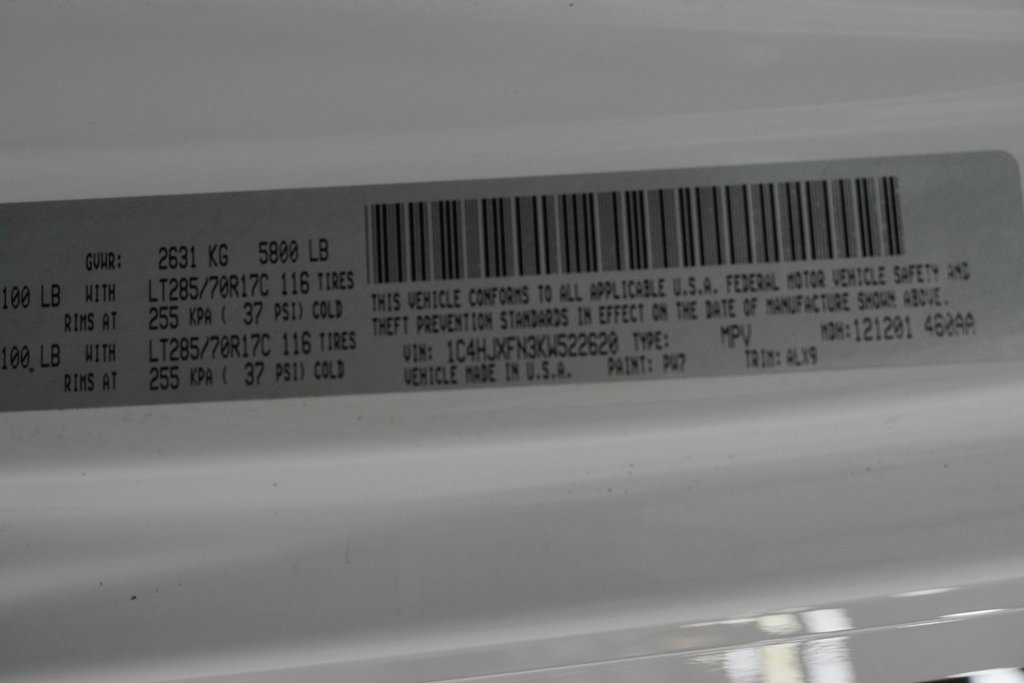 GVWR: 2631 KG 5800 LB
100 LB WITH LT285/70R17C 116 TIRES
RIMS AT 255 KPA ( 37 PSI) COLD
100 LB WITH LT285/70R17C 116 TIRES
RIMS AT 255 KPA ( 37 PSI) COLD
THIS VEHICLE CONFORMS TO ALL APPLICABLE U.S.A. FEDERAL MOTOR VEHICLE SAFETY AND
THEFT PREVENTION STANDARDS IN EFFECT ON THE DATE OF MANUFACTURE SHOWN ABOVE.
VIN: 1C4HJXFN3KW522620 TYPE: MPV MDH: 121201 460AA
VEHICLE MADE IN U.S.A. PAINT: PW7 TRIM: ALX9